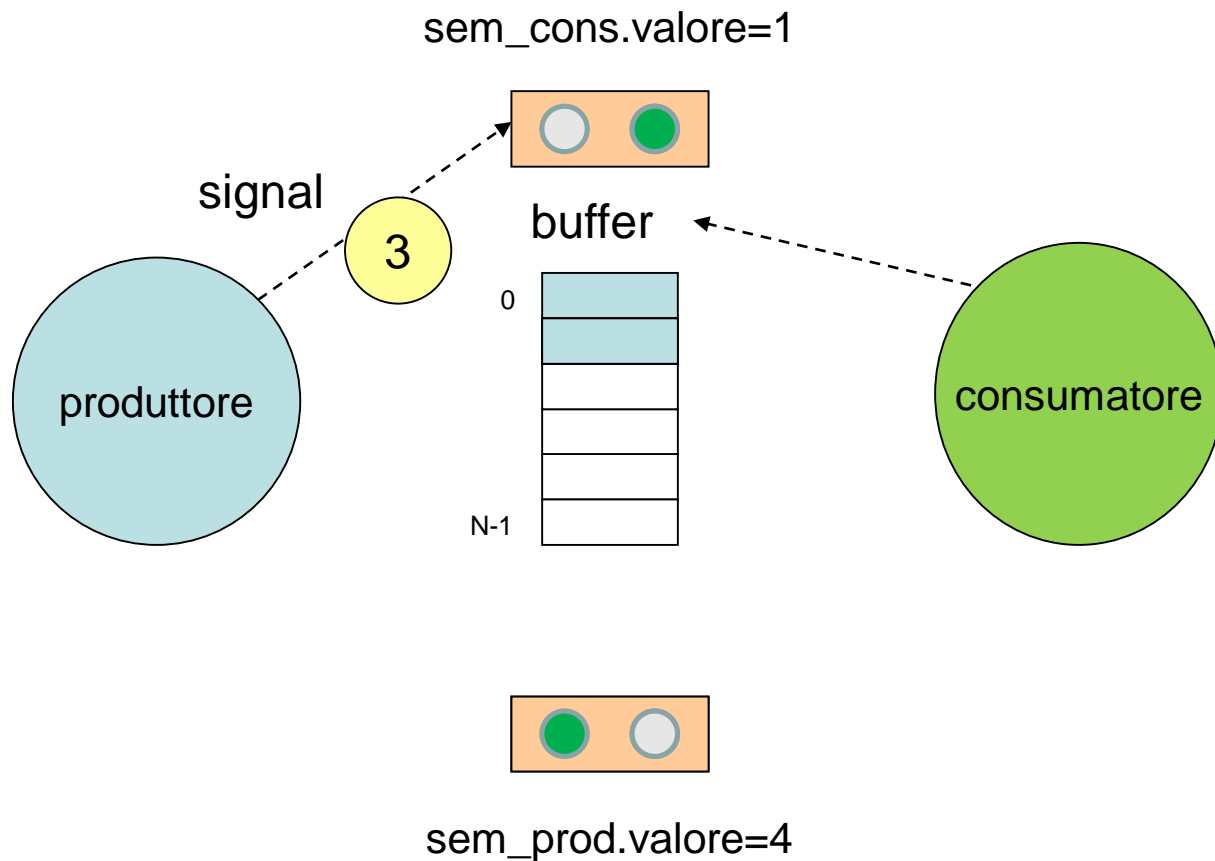 sem_cons.valore=1
signal
3
buffer
0
produttore
consumatore
N-1
sem_prod.valore=4